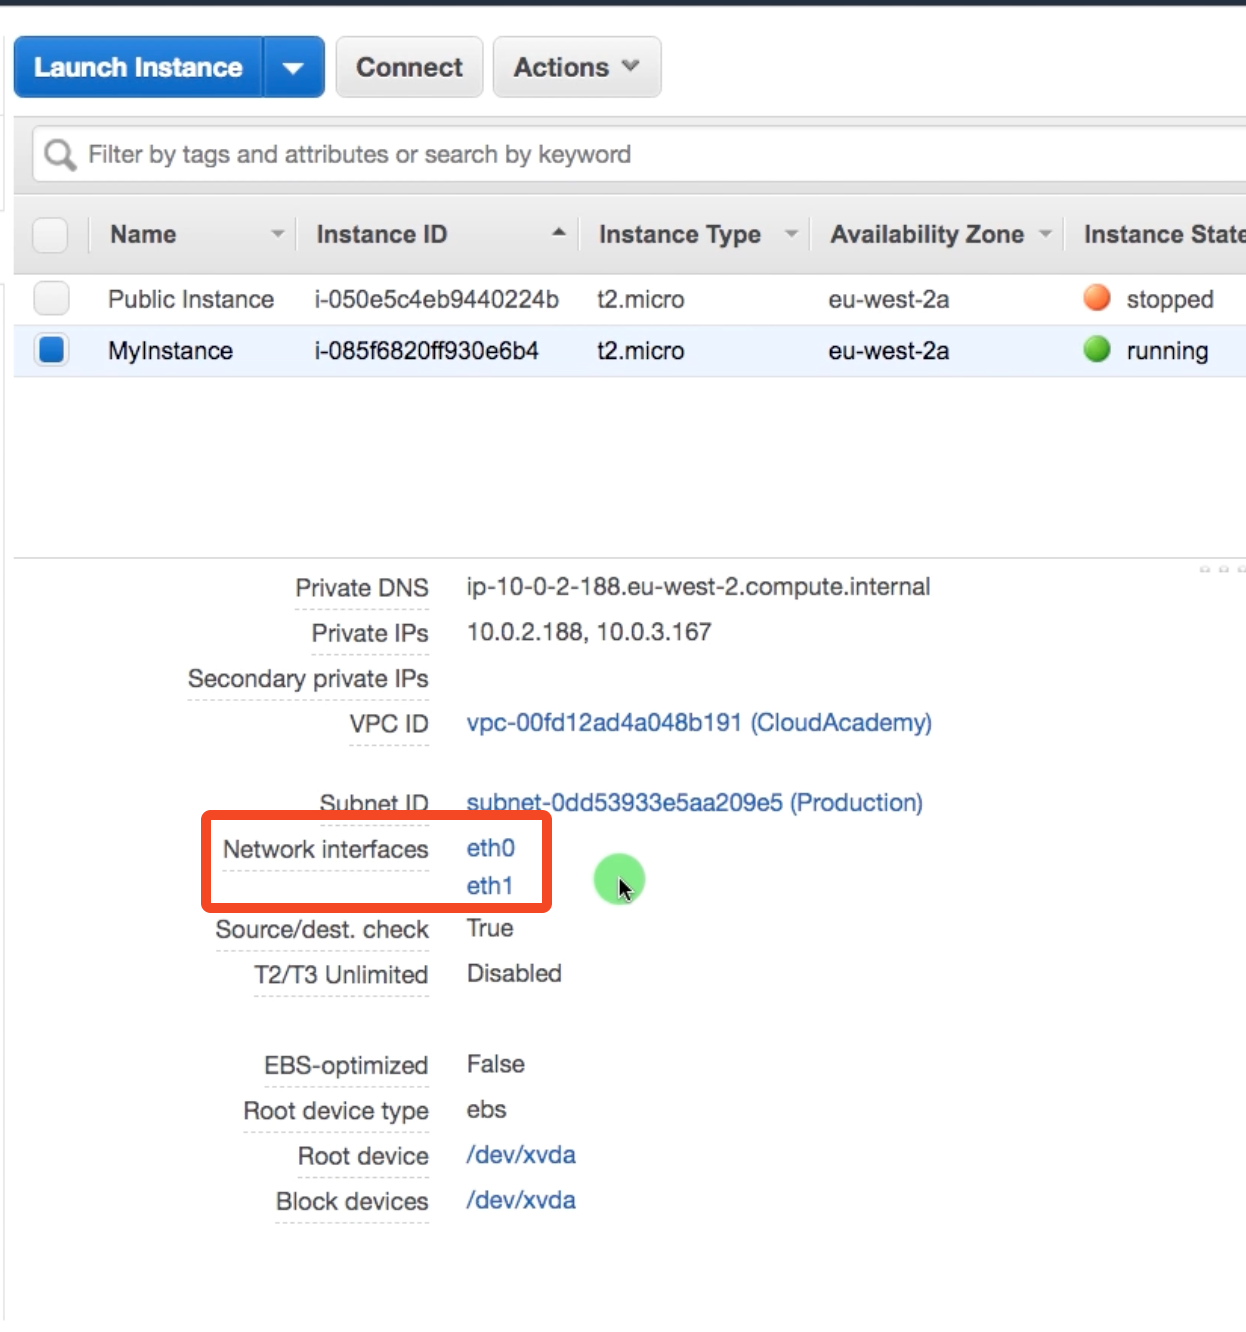 Launch Instance Connect Actions
Filter by tags and attributes or search by keyword
Name Instance ID Instance Type Availability Zone Instance State
Public Instance i-050e5c4eb9440224b t2.micro eu-west-2a stopped
MyInstance i-085f6820ff930e6b4 t2.micro eu-west-2a running
Private DNS ip-10-0-2-188.eu-west-2.compute.internal
Private IPs 10.0.2.188, 10.0.3.167
Secondary private IPs
VPC ID vpc-00fd12ad4a048b191 (CloudAcademy)
Subnet ID subnet-0dd53933e5aa209e5 (Production)
Network interfaces eth0
eth1
Source/dest. check True
T2/T3 Unlimited Disabled
EBS-optimized False
Root device type ebs
Root device /dev/xvda
Block devices /dev/xvda